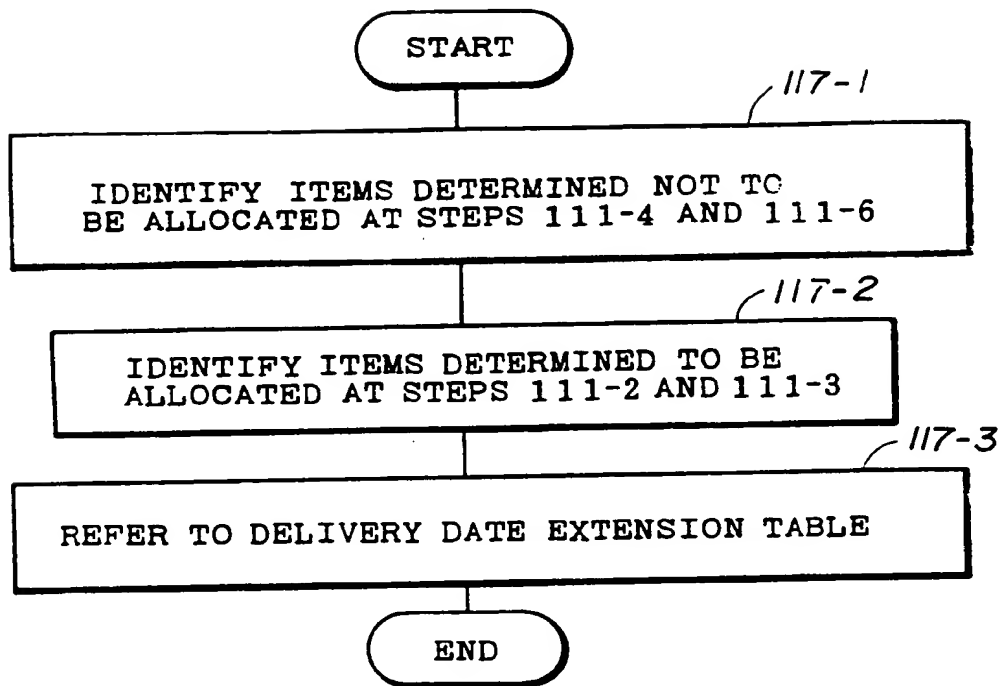 START
117-1
IDENTIFY ITEMS DETERMINED NOT TO
BE ALLOCATED AT STEPS 111-4 AND 111-6
117-2
IDENTIFY ITEMS DETERMINED TO BE
ALLOCATED AT STEPS 111-2 AND 111-3
117-3
REFER TO DELIVERY DATE EXTENSION TABLE
END